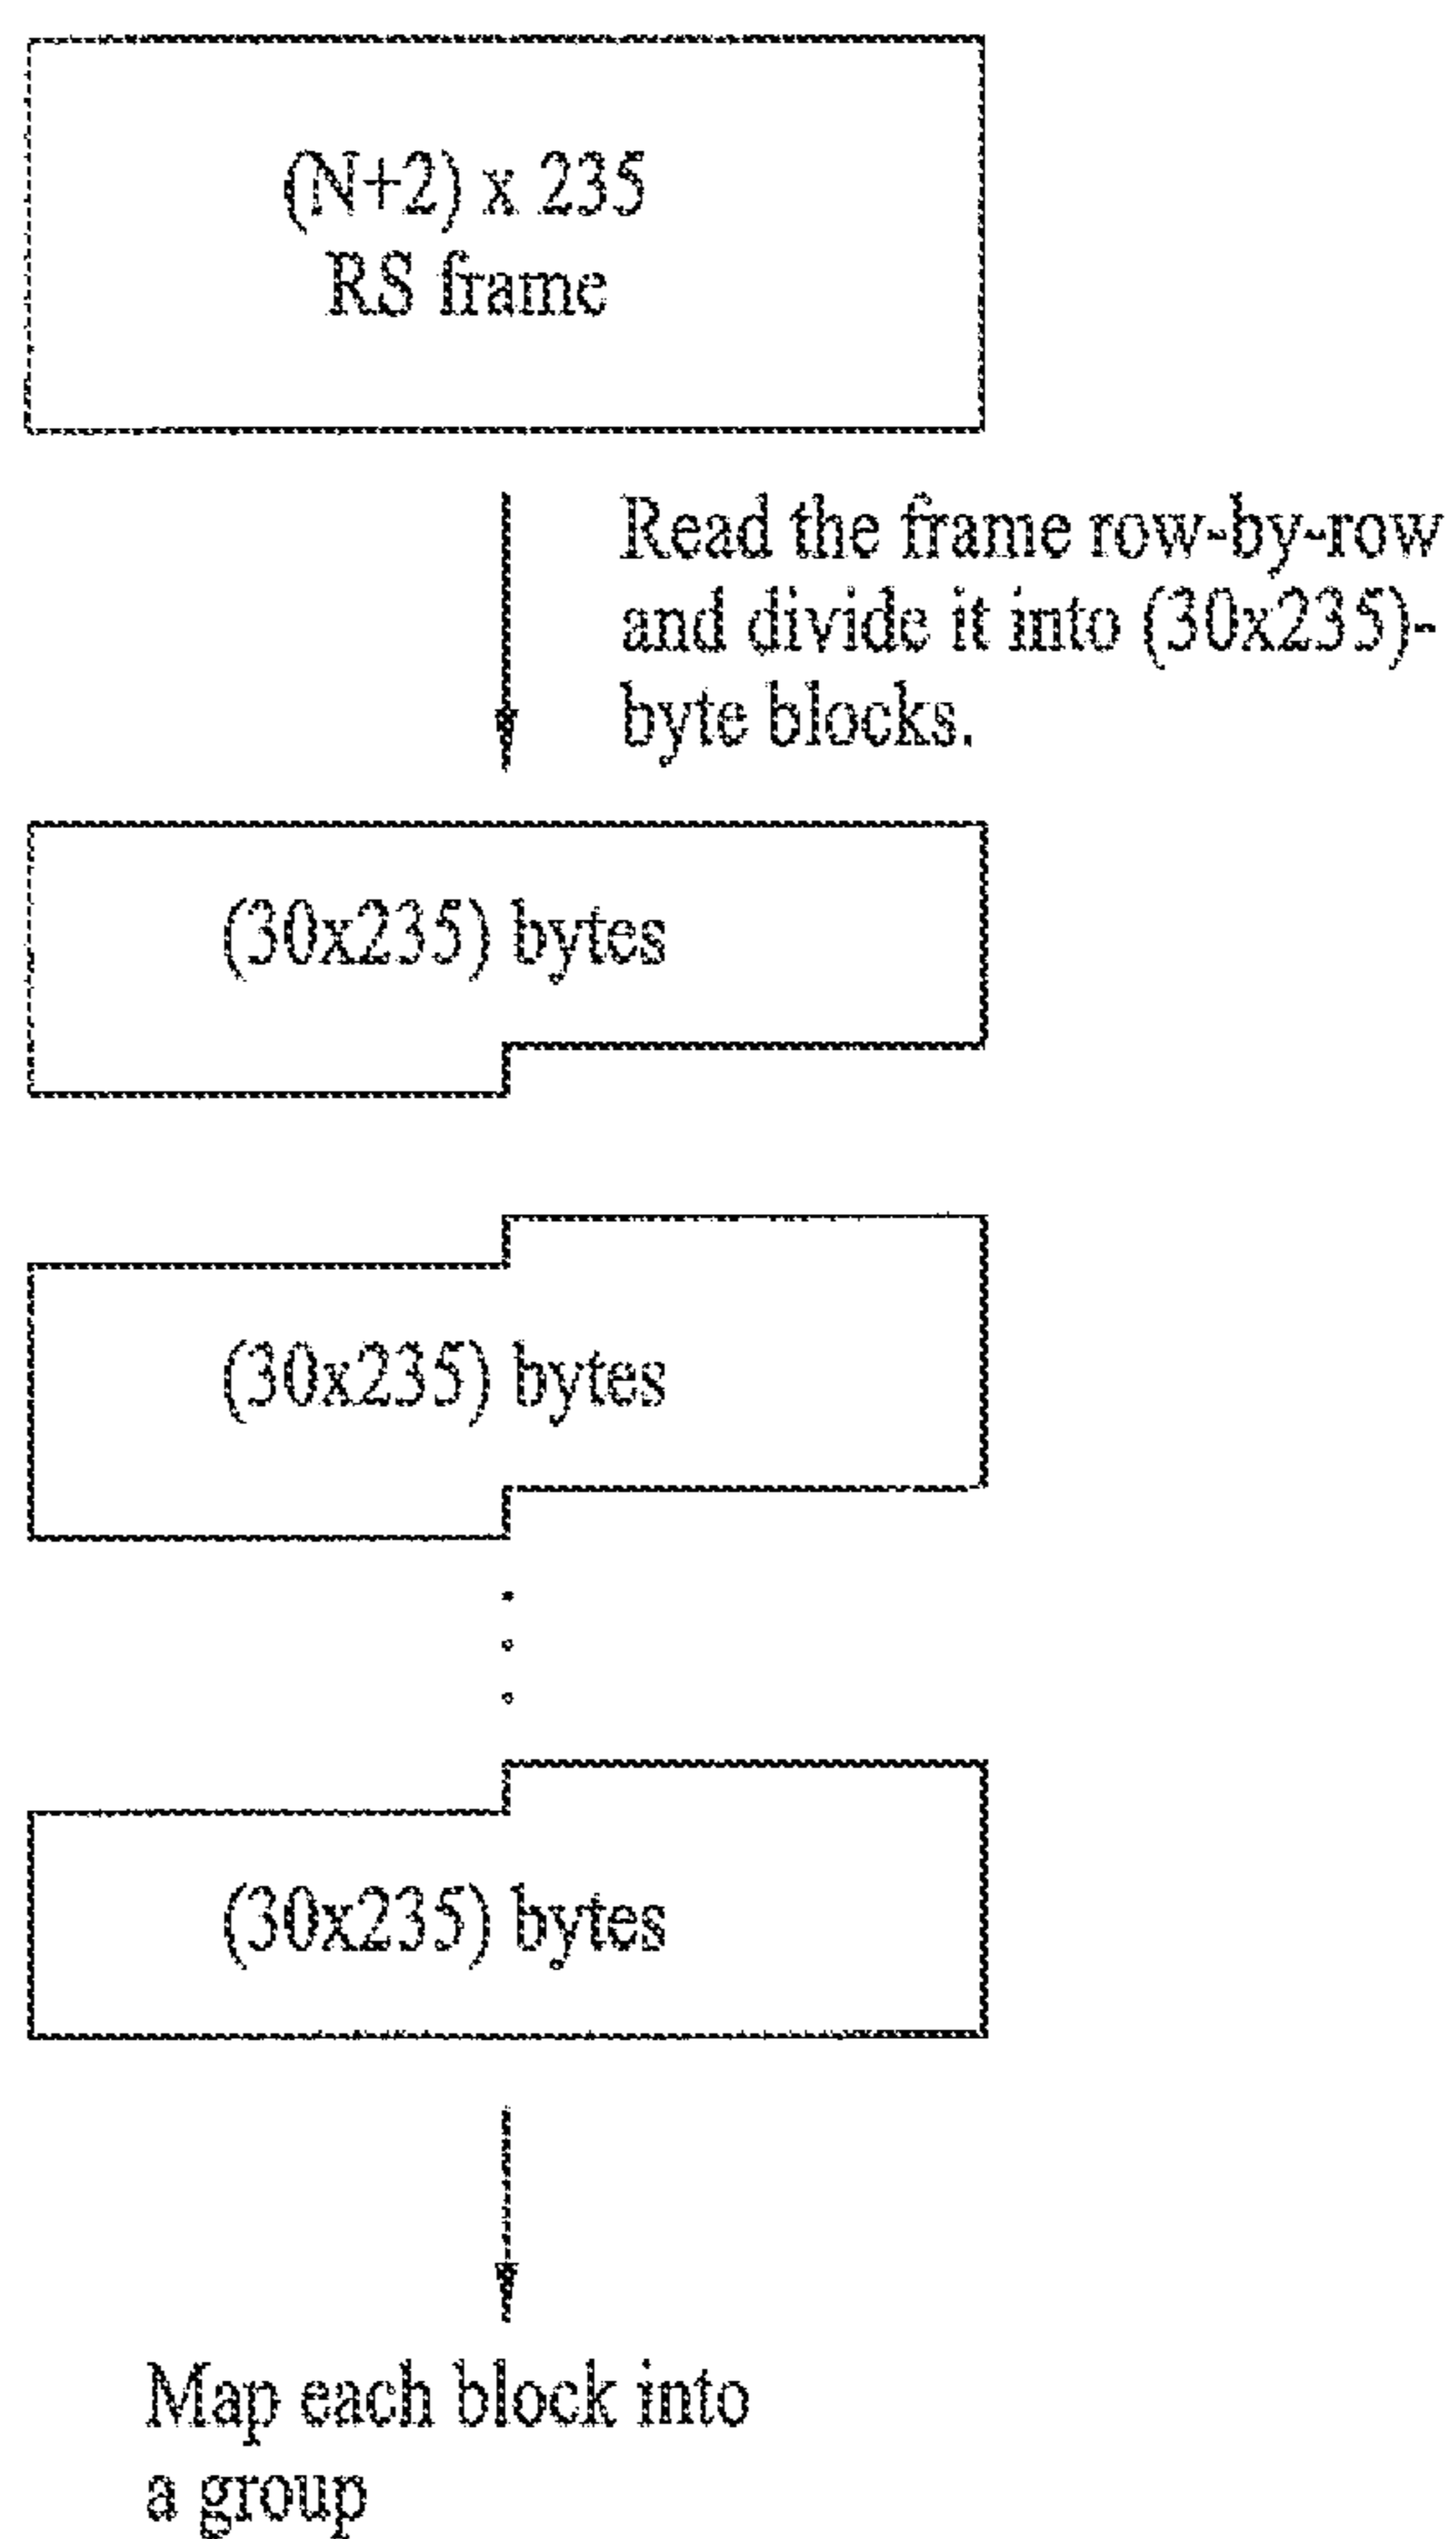 (N+2) x 235
RS frame
Read the frame row-by-row
and divide it into (30x235)-
byte blocks.
(30x235) bytes
(30x235) bytes
(30x235) bytes
Map each block into
a group